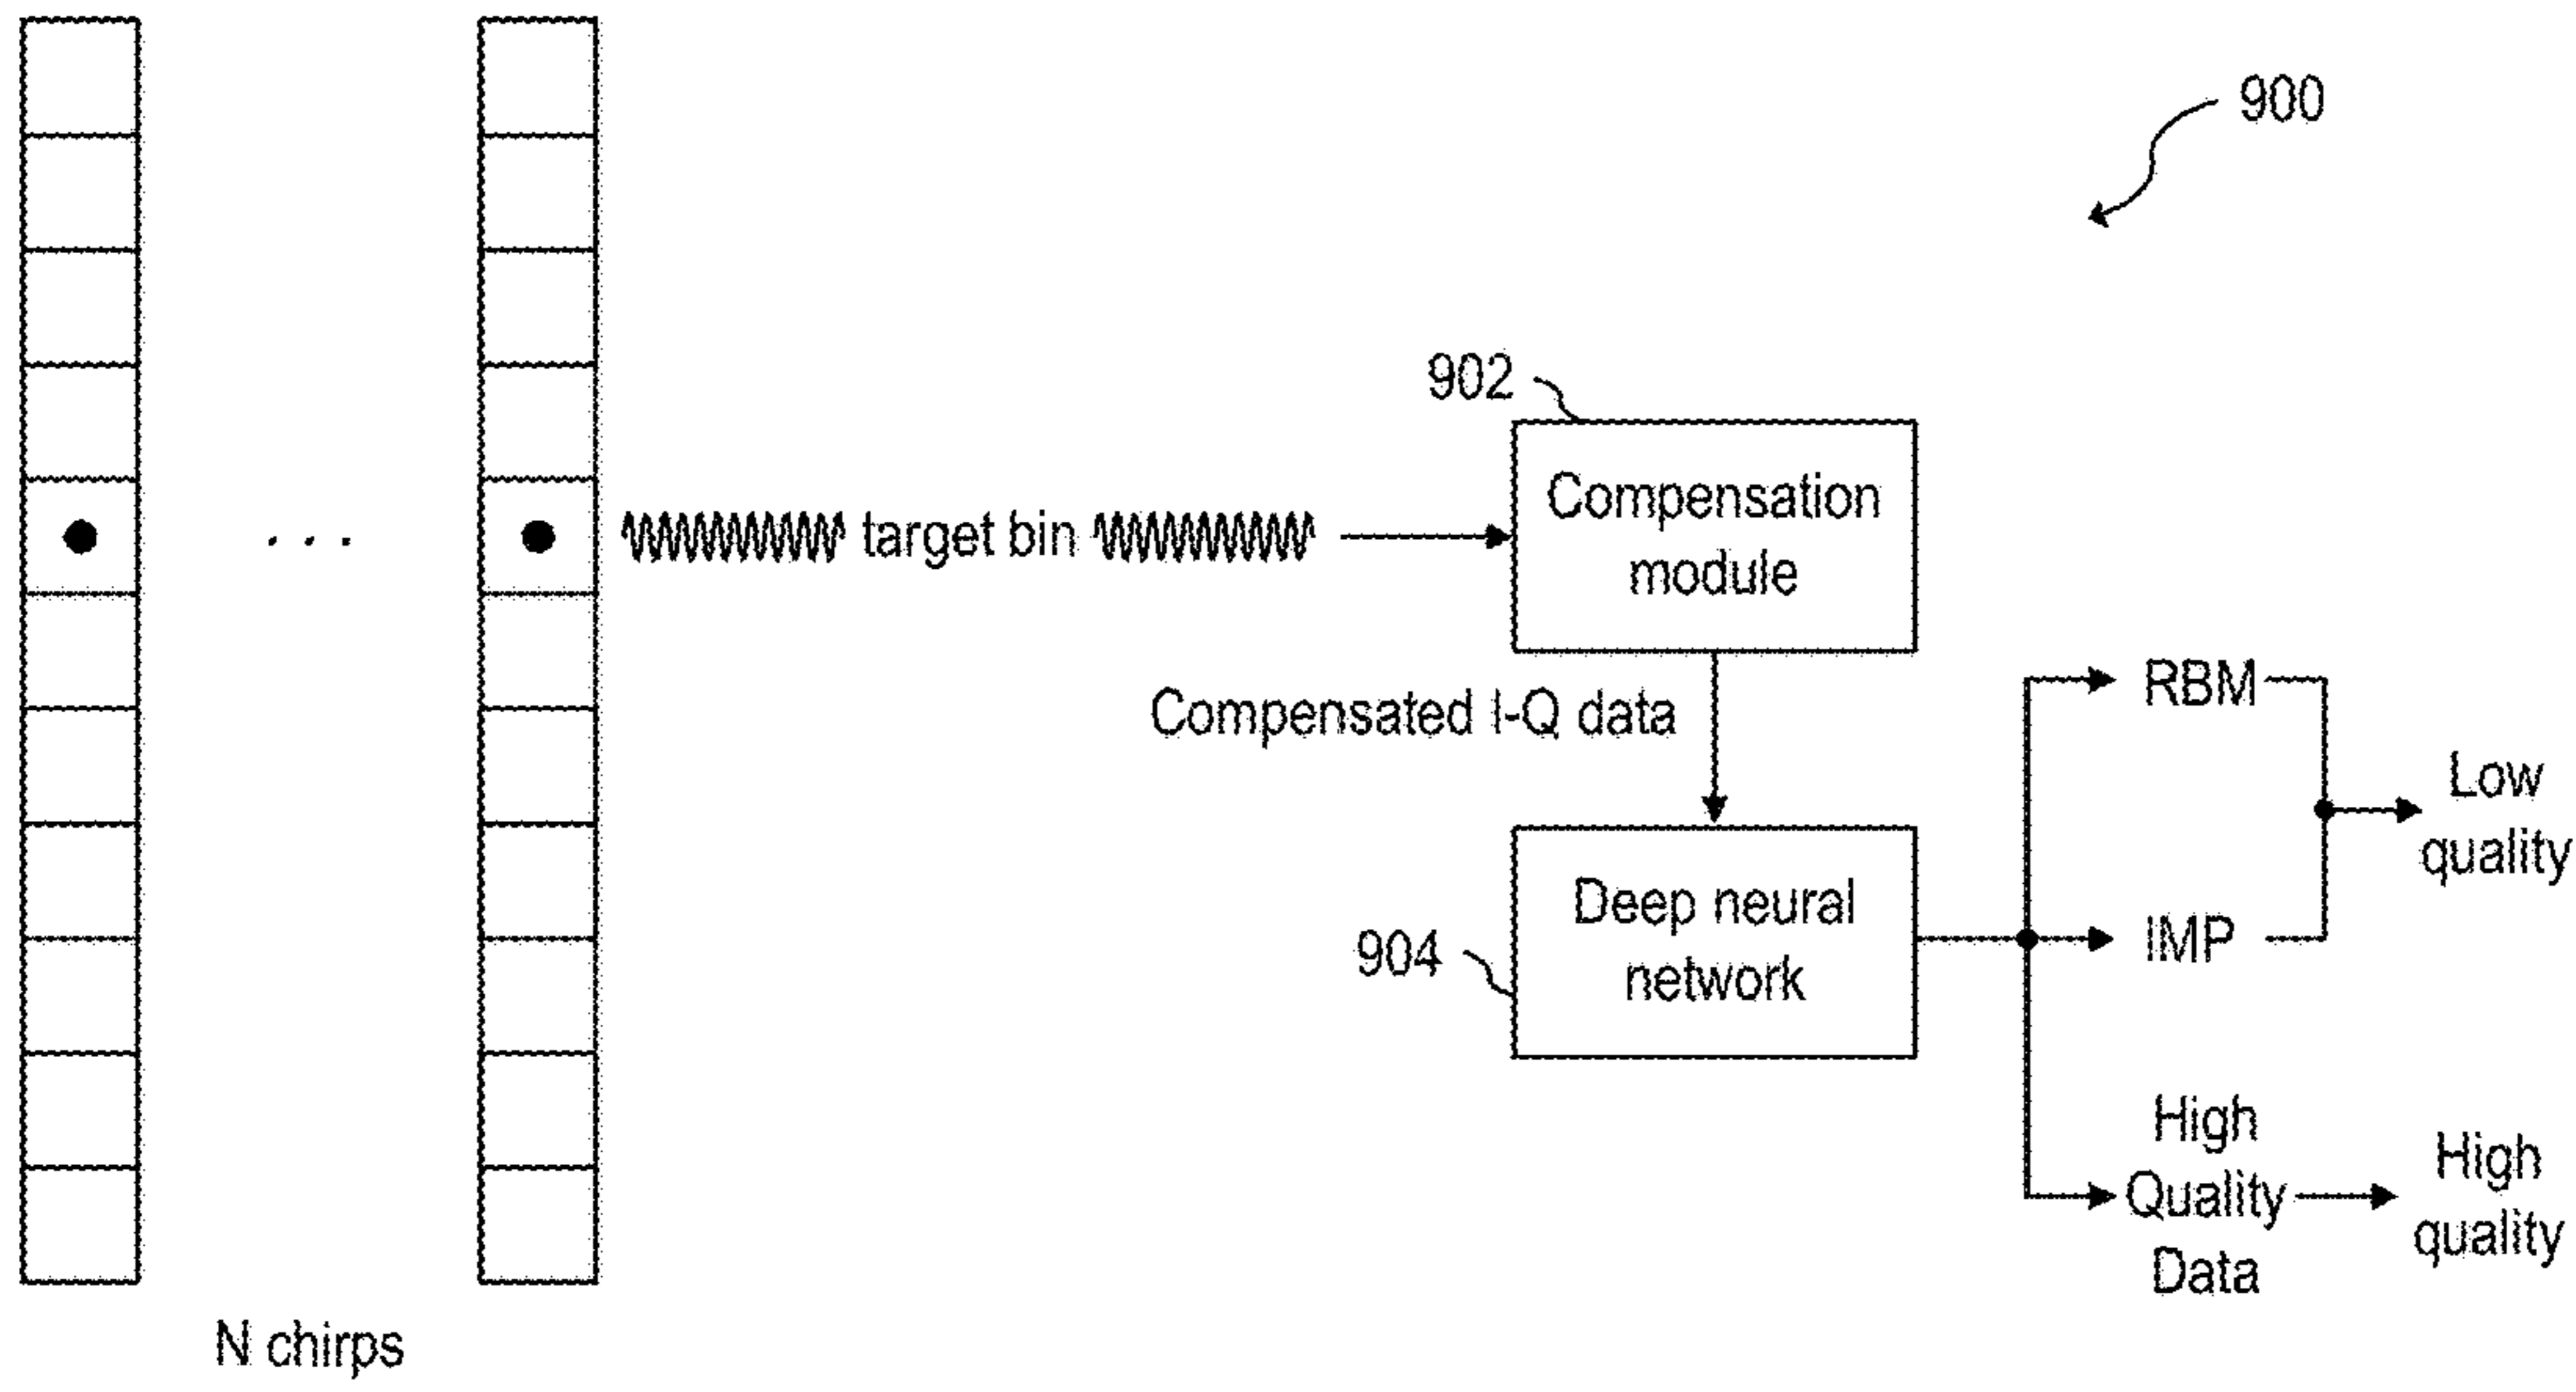 900
902
Compensation
module
target bin
Compensated I-Q data
RBM
Low
quality
904
Deep neural
network
IMP
High
Quality
Data
High
quality
N chirps